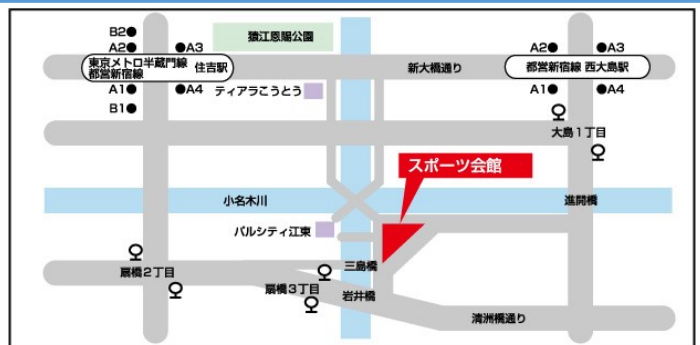 B2
A2
A3
東京メトロ半蔵門線
都営新宿線
住吉駅
A1
A4
B1
猿江恩賜公園
ティアラこうとう
新大橋通り
A2
A3
都営新宿線 西大島駅
A1
A4
大島1丁目
スポーツ会館
小名木川
進開橋
パルシティ江東
扇橋2丁目
三島橋
扇橋3丁目
岩井橋
清洲橋通り